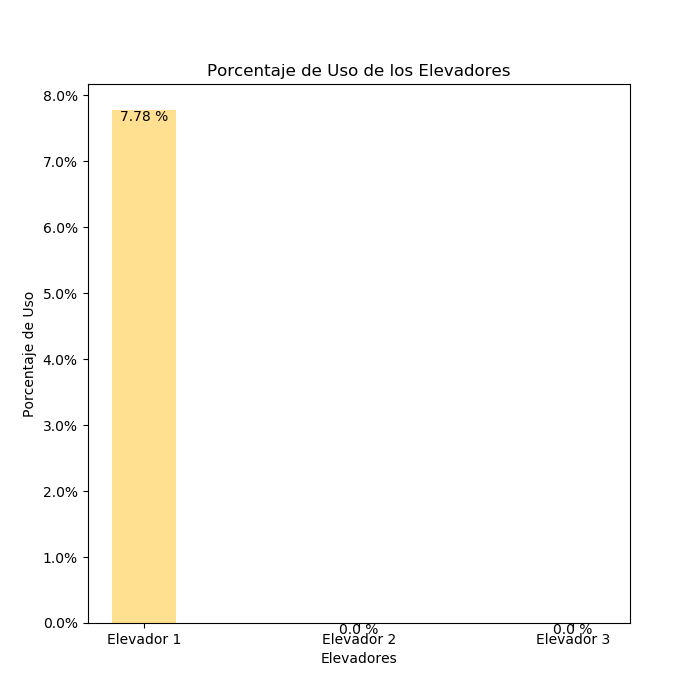 Porcentaje de Uso de los Elevadores
8.0%
7.78 %
7.0%
6.0%
5.0%
4.0%
3.0%
2.0%
1.0%
0.0%
Porcentaje de Uso
0.0 %
0.0 %
Elevador 1
Elevador 2
Elevador 3
Elevadores